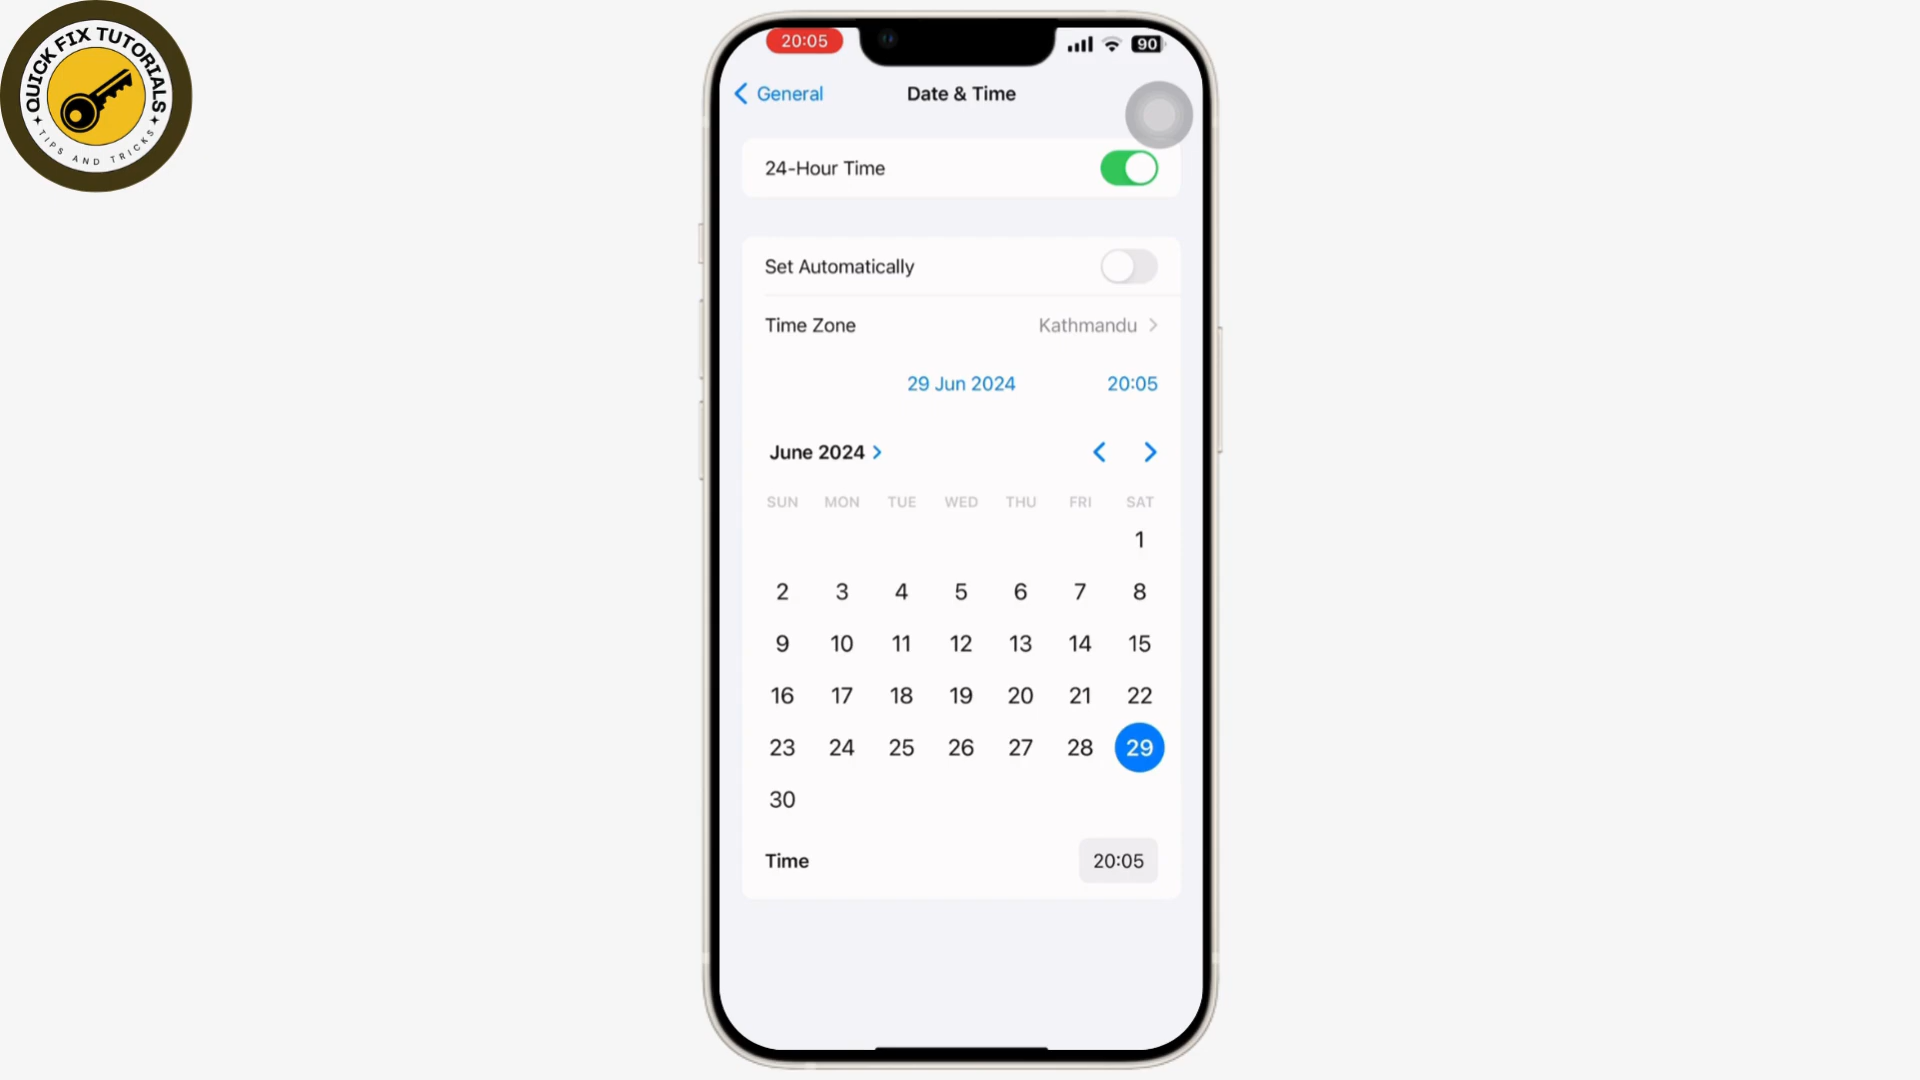 QUICK FIX TUTORIALS
TIPS AND TRICKS
20:05
90
General
Date & Time
24-Hour Time
Set Automatically
Time Zone
Kathmandu
29 Jun 2024
20:05
June 2024
SUN MON TUE WED THU FRI SAT
1
2 3 4 5 6 7 8
9 10 11 12 13 14 15
16 17 18 19 20 21 22
23 24 25 26 27 28 29
30
Time
20:05